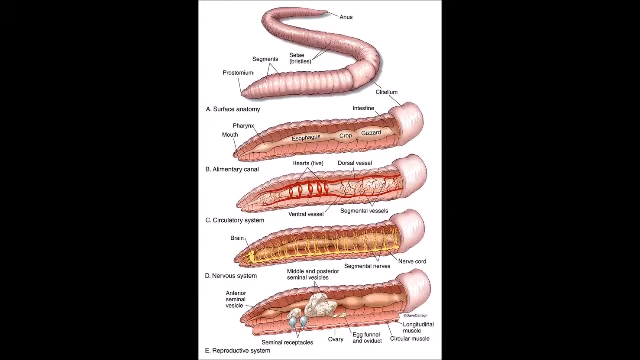 Anus
Setae
(bristles)
Segments
Prostomium
Clitellum
A. Surface anatomy
Intestine
Pharynx
Mouth
Esophagus
Crop
Gizzard
B. Alimentary canal
Hearts (five)
Dorsal vessel
Ventral vessel
Segmental vessels
C. Circulatory system
Brain
Nerve cord
Segmental nerves
D. Nervous system
Middle and posterior
seminal vesicles
Anterior
seminal
vesicle
Longitudinal
muscle
Circular muscle
Egg funnel
and oviduct
Ovary
Seminal receptacles
E. Reproductive system